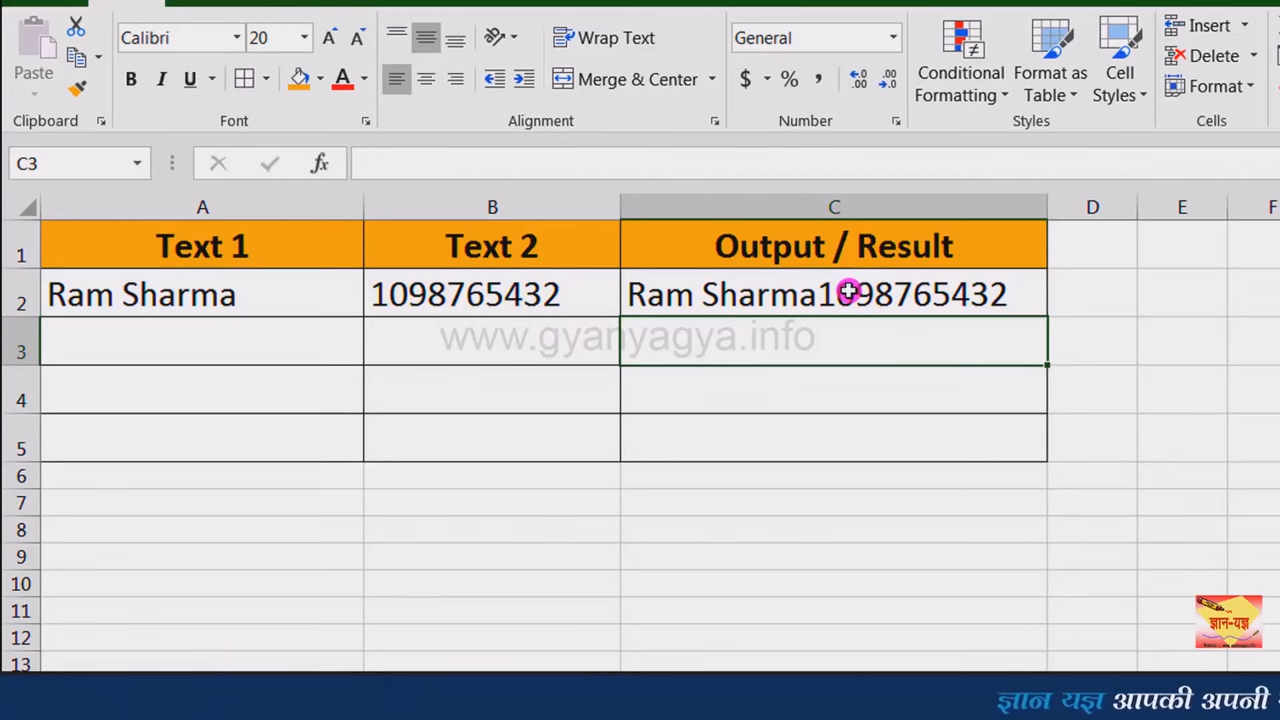 Calibri 20 Wrap Text General Insert
Paste B I U Merge & Center $ % , .00 Conditional Formatting Format as Table Cell Styles Delete
Format
Clipboard Font Alignment Number Styles Cells
C3 fx
A B C D E F
1 Text 1 Text 2 Output / Result
2 Ram Sharma 1098765432 Ram Sharma1098765432
3 www.gyanyagya.info
4
5
6
7
8
9
10
11
12
13
ज्ञान-यज्ञ
ज्ञान यज्ञ आपकी अपनी